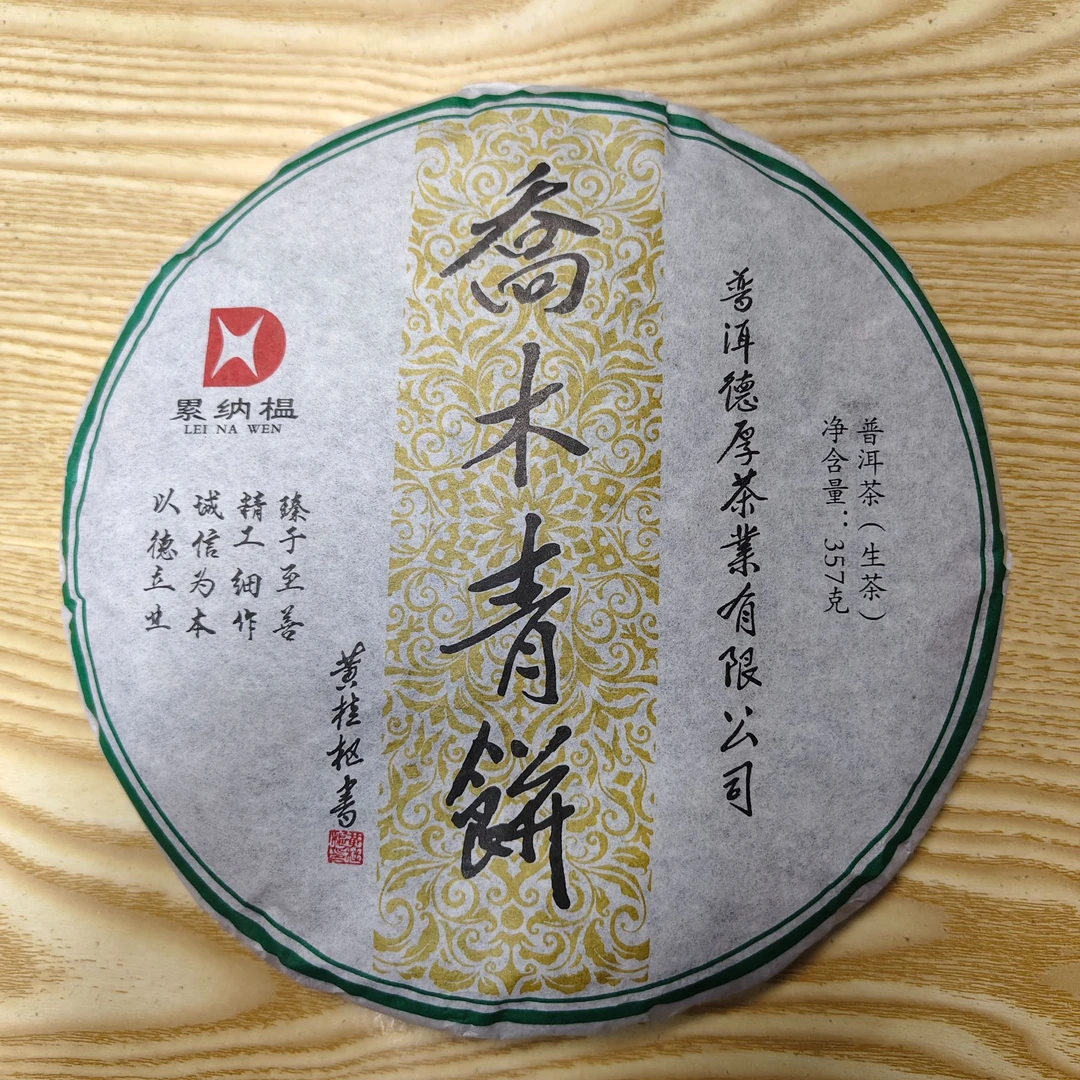 喬木青餅
普洱德厚茶業有限公司
普洱茶（生茶）
净含量：357克
累纳榅
LEI NA WEN
臻于至善
精工细作
诚信为本
以德立业
黄桂枢書